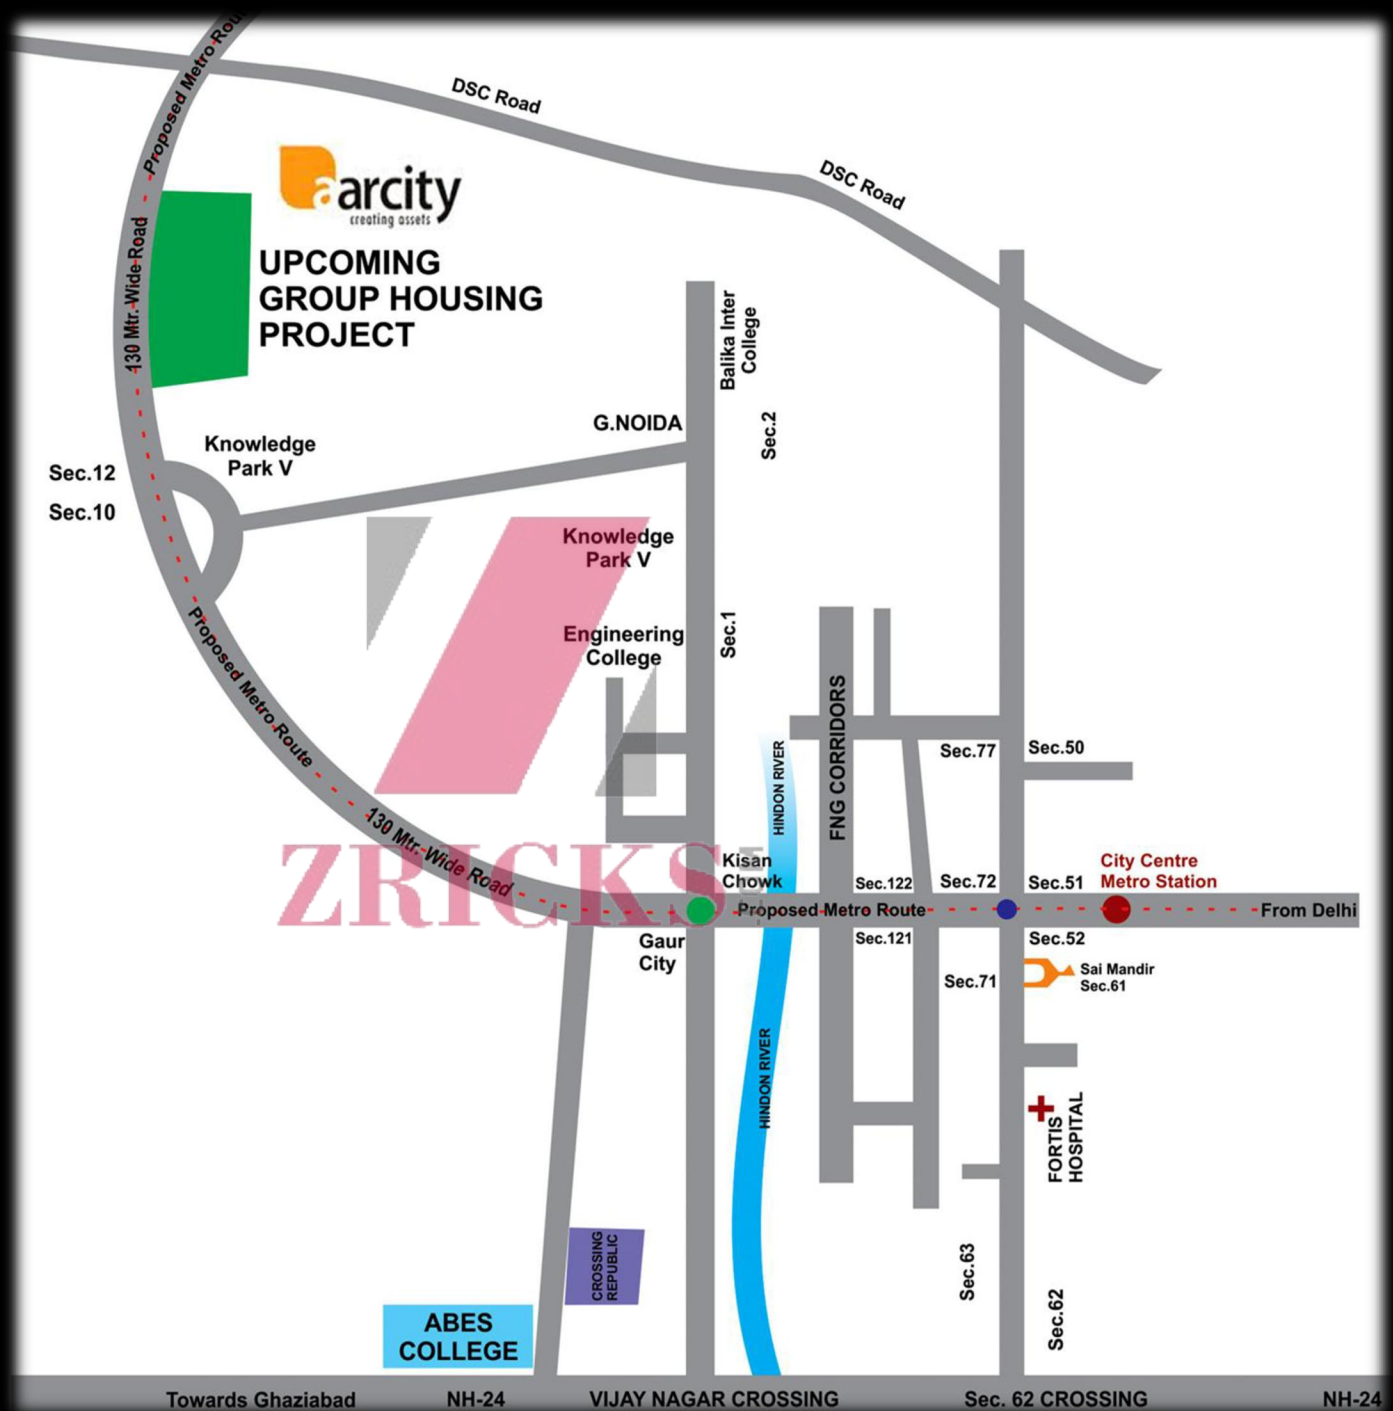 Proposed Metro Rou
DSC Road
DSC Road
aarcity
creating assets
130 Mtr. Wide Road
UPCOMING
GROUP HOUSING
PROJECT
Balika Inter
College
G.NOIDA
Sec.2
Knowledge
Park V
Sec.12
Sec.10
Knowledge
Park V
Sec.1
Engineering
College
Proposed Metro Route
FNG CORRIDORS
HINDON RIVER
Sec.77
Sec.50
130 Mtr. Wide Road
ZRICKS
Kisan
Chowk
Sec.122
Sec.72
Sec.51
City Centre
Metro Station
Proposed Metro Route
From Delhi
Gaur
City
Sec.121
Sec.52
Sec.71
Sai Mandir
Sec.61
HINDON RIVER
FORTIS
HOSPITAL
CROSSING
REPUBLIC
Sec.63
Sec.62
ABES
COLLEGE
Towards Ghaziabad
NH-24
VIJAY NAGAR CROSSING
Sec. 62 CROSSING
NH-24